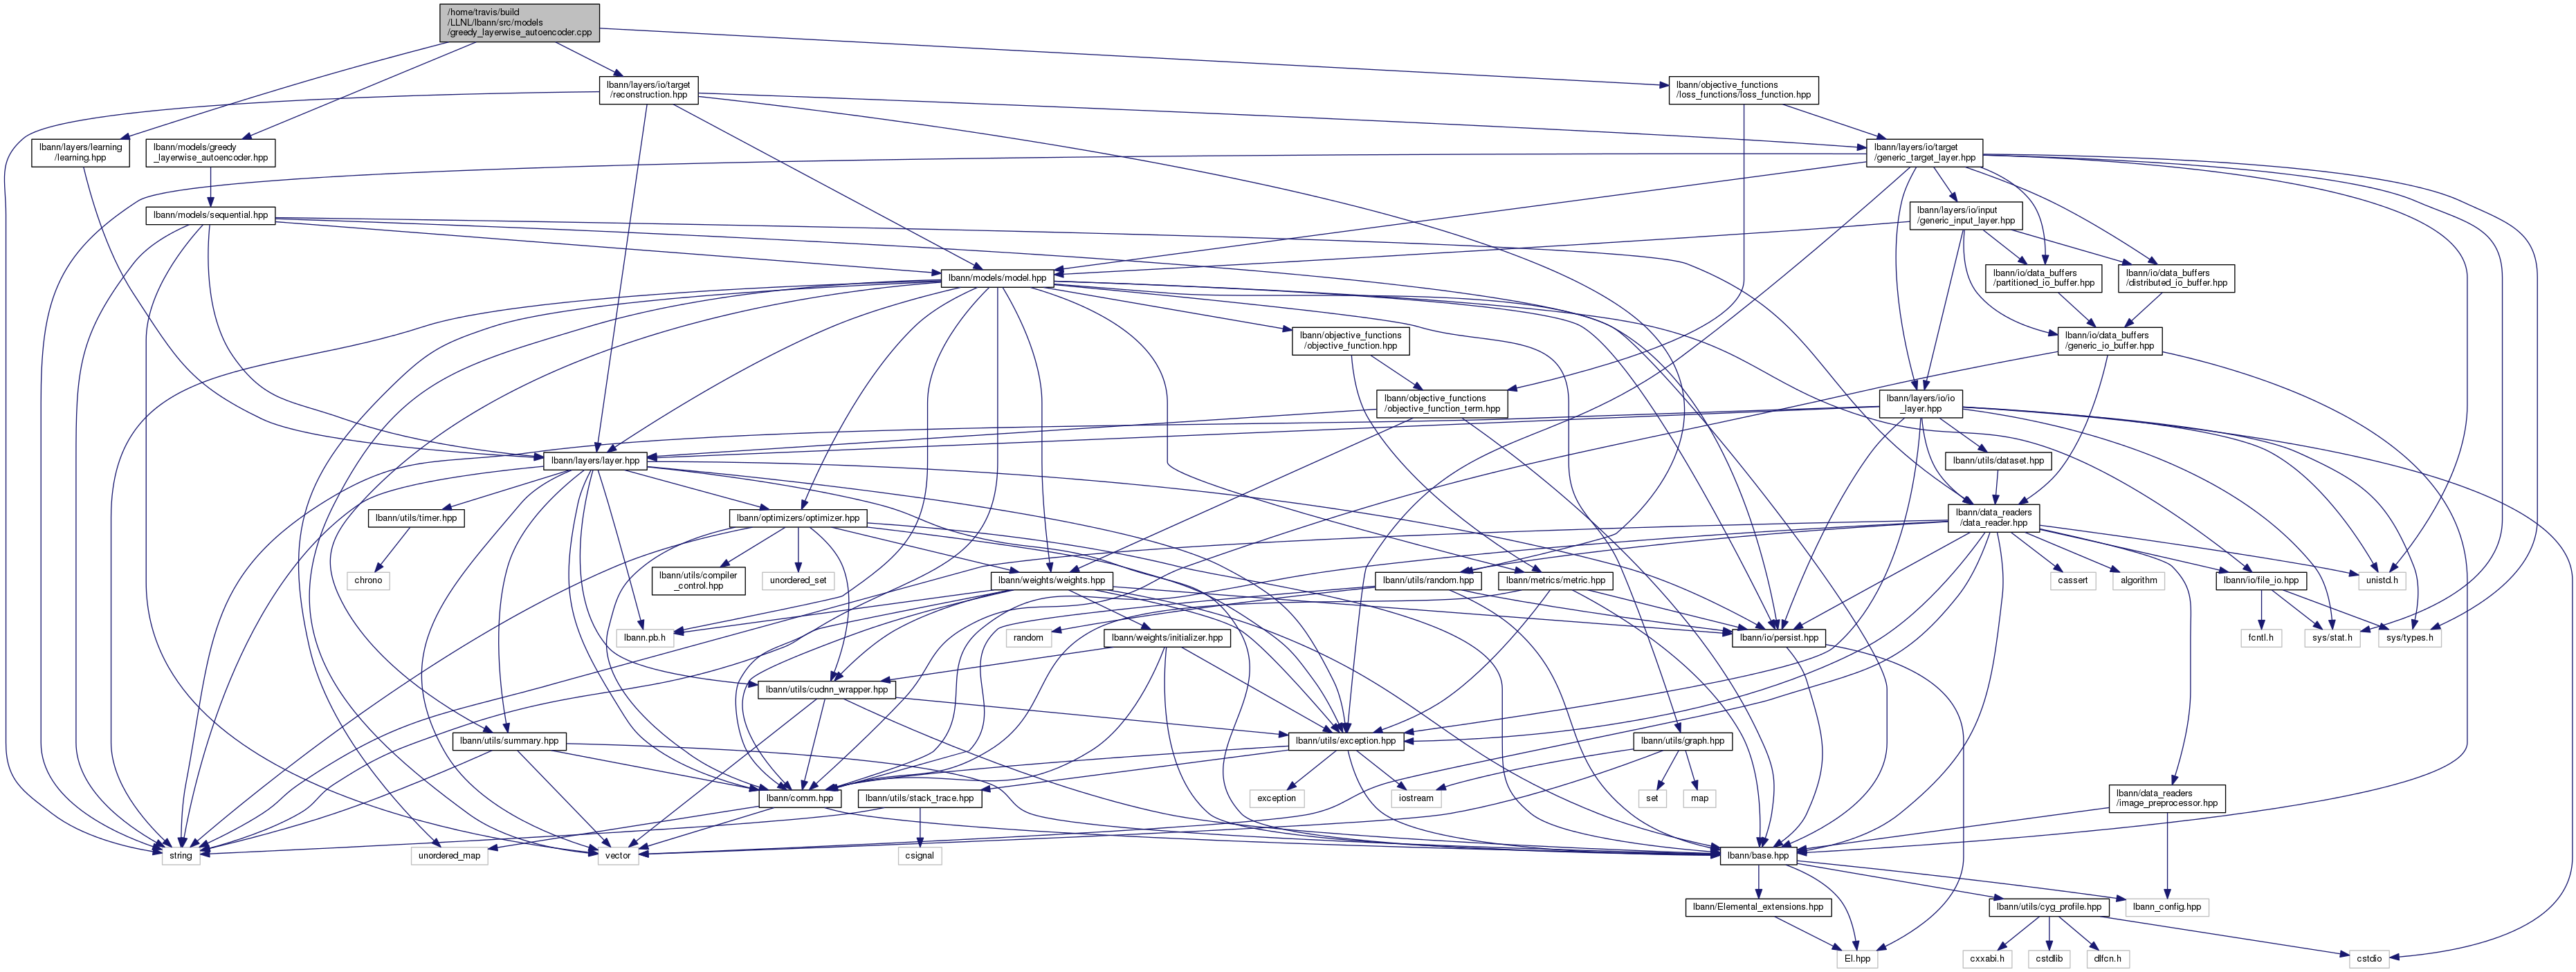 /home/travis/build
/LLNL/lbann/src/models
/greedy_layerwise_autoencoder.cpp
lbann/layers/io/target
/reconstruction.hpp
lbann/objective_functions
/loss_functions/loss_function.hpp
lbann/layers/learning
/learning.hpp
lbann/models/greedy
_layerwise_autoencoder.hpp
lbann/layers/io/target
/generic_target_layer.hpp
lbann/models/sequential.hpp
lbann/layers/io/input
/generic_input_layer.hpp
lbann/models/model.hpp
lbann/io/data_buffers
/partitioned_io_buffer.hpp
lbann/io/data_buffers
/distributed_io_buffer.hpp
lbann/objective_functions
/objective_function.hpp
lbann/io/data_buffers
/generic_io_buffer.hpp
lbann/objective_functions
/objective_function_term.hpp
lbann/layers/io/io
_layer.hpp
lbann/layers/layer.hpp
lbann/utils/dataset.hpp
lbann/utils/timer.hpp
lbann/optimizers/optimizer.hpp
lbann/data_readers
/data_reader.hpp
chrono
lbann/utils/compiler
_control.hpp
unordered_set
lbann/weights/weights.hpp
lbann/utils/random.hpp
lbann/metrics/metric.hpp
cassert
algorithm
lbann/io/file_io.hpp
unistd.h
lbann.pb.h
random
lbann/weights/initializer.hpp
lbann/io/persist.hpp
fcntl.h
sys/stat.h
sys/types.h
lbann/utils/cudnn_wrapper.hpp
lbann/utils/summary.hpp
lbann/utils/exception.hpp
lbann/utils/graph.hpp
lbann/comm.hpp
lbann/utils/stack_trace.hpp
exception
iostream
set
map
lbann/data_readers
/image_preprocessor.hpp
string
unordered_map
vector
csignal
lbann/base.hpp
lbann/Elemental_extensions.hpp
lbann/utils/cyg_profile.hpp
lbann_config.hpp
El.hpp
cxxabi.h
cstdlib
dlfcn.h
cstdio